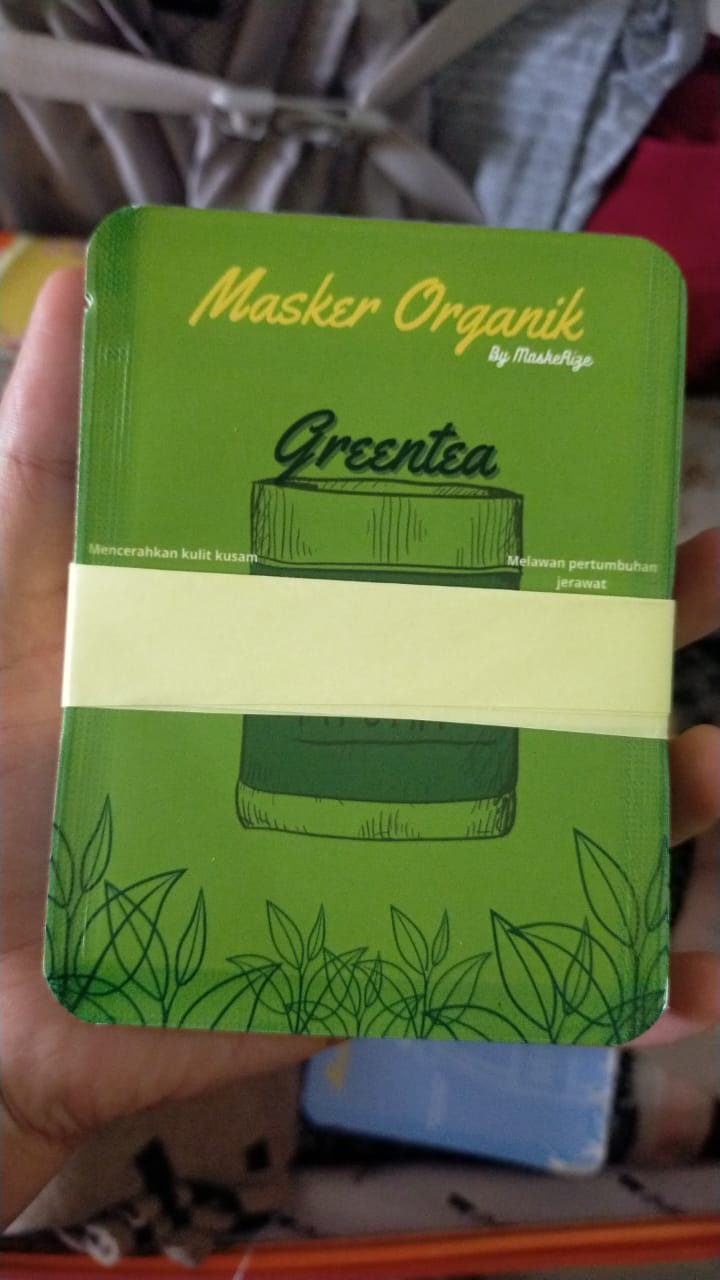 Masker Organik
By MaskeRize
Greentea
Mencerahkan kulit kusam
Melawan pertumbuhan
jerawat